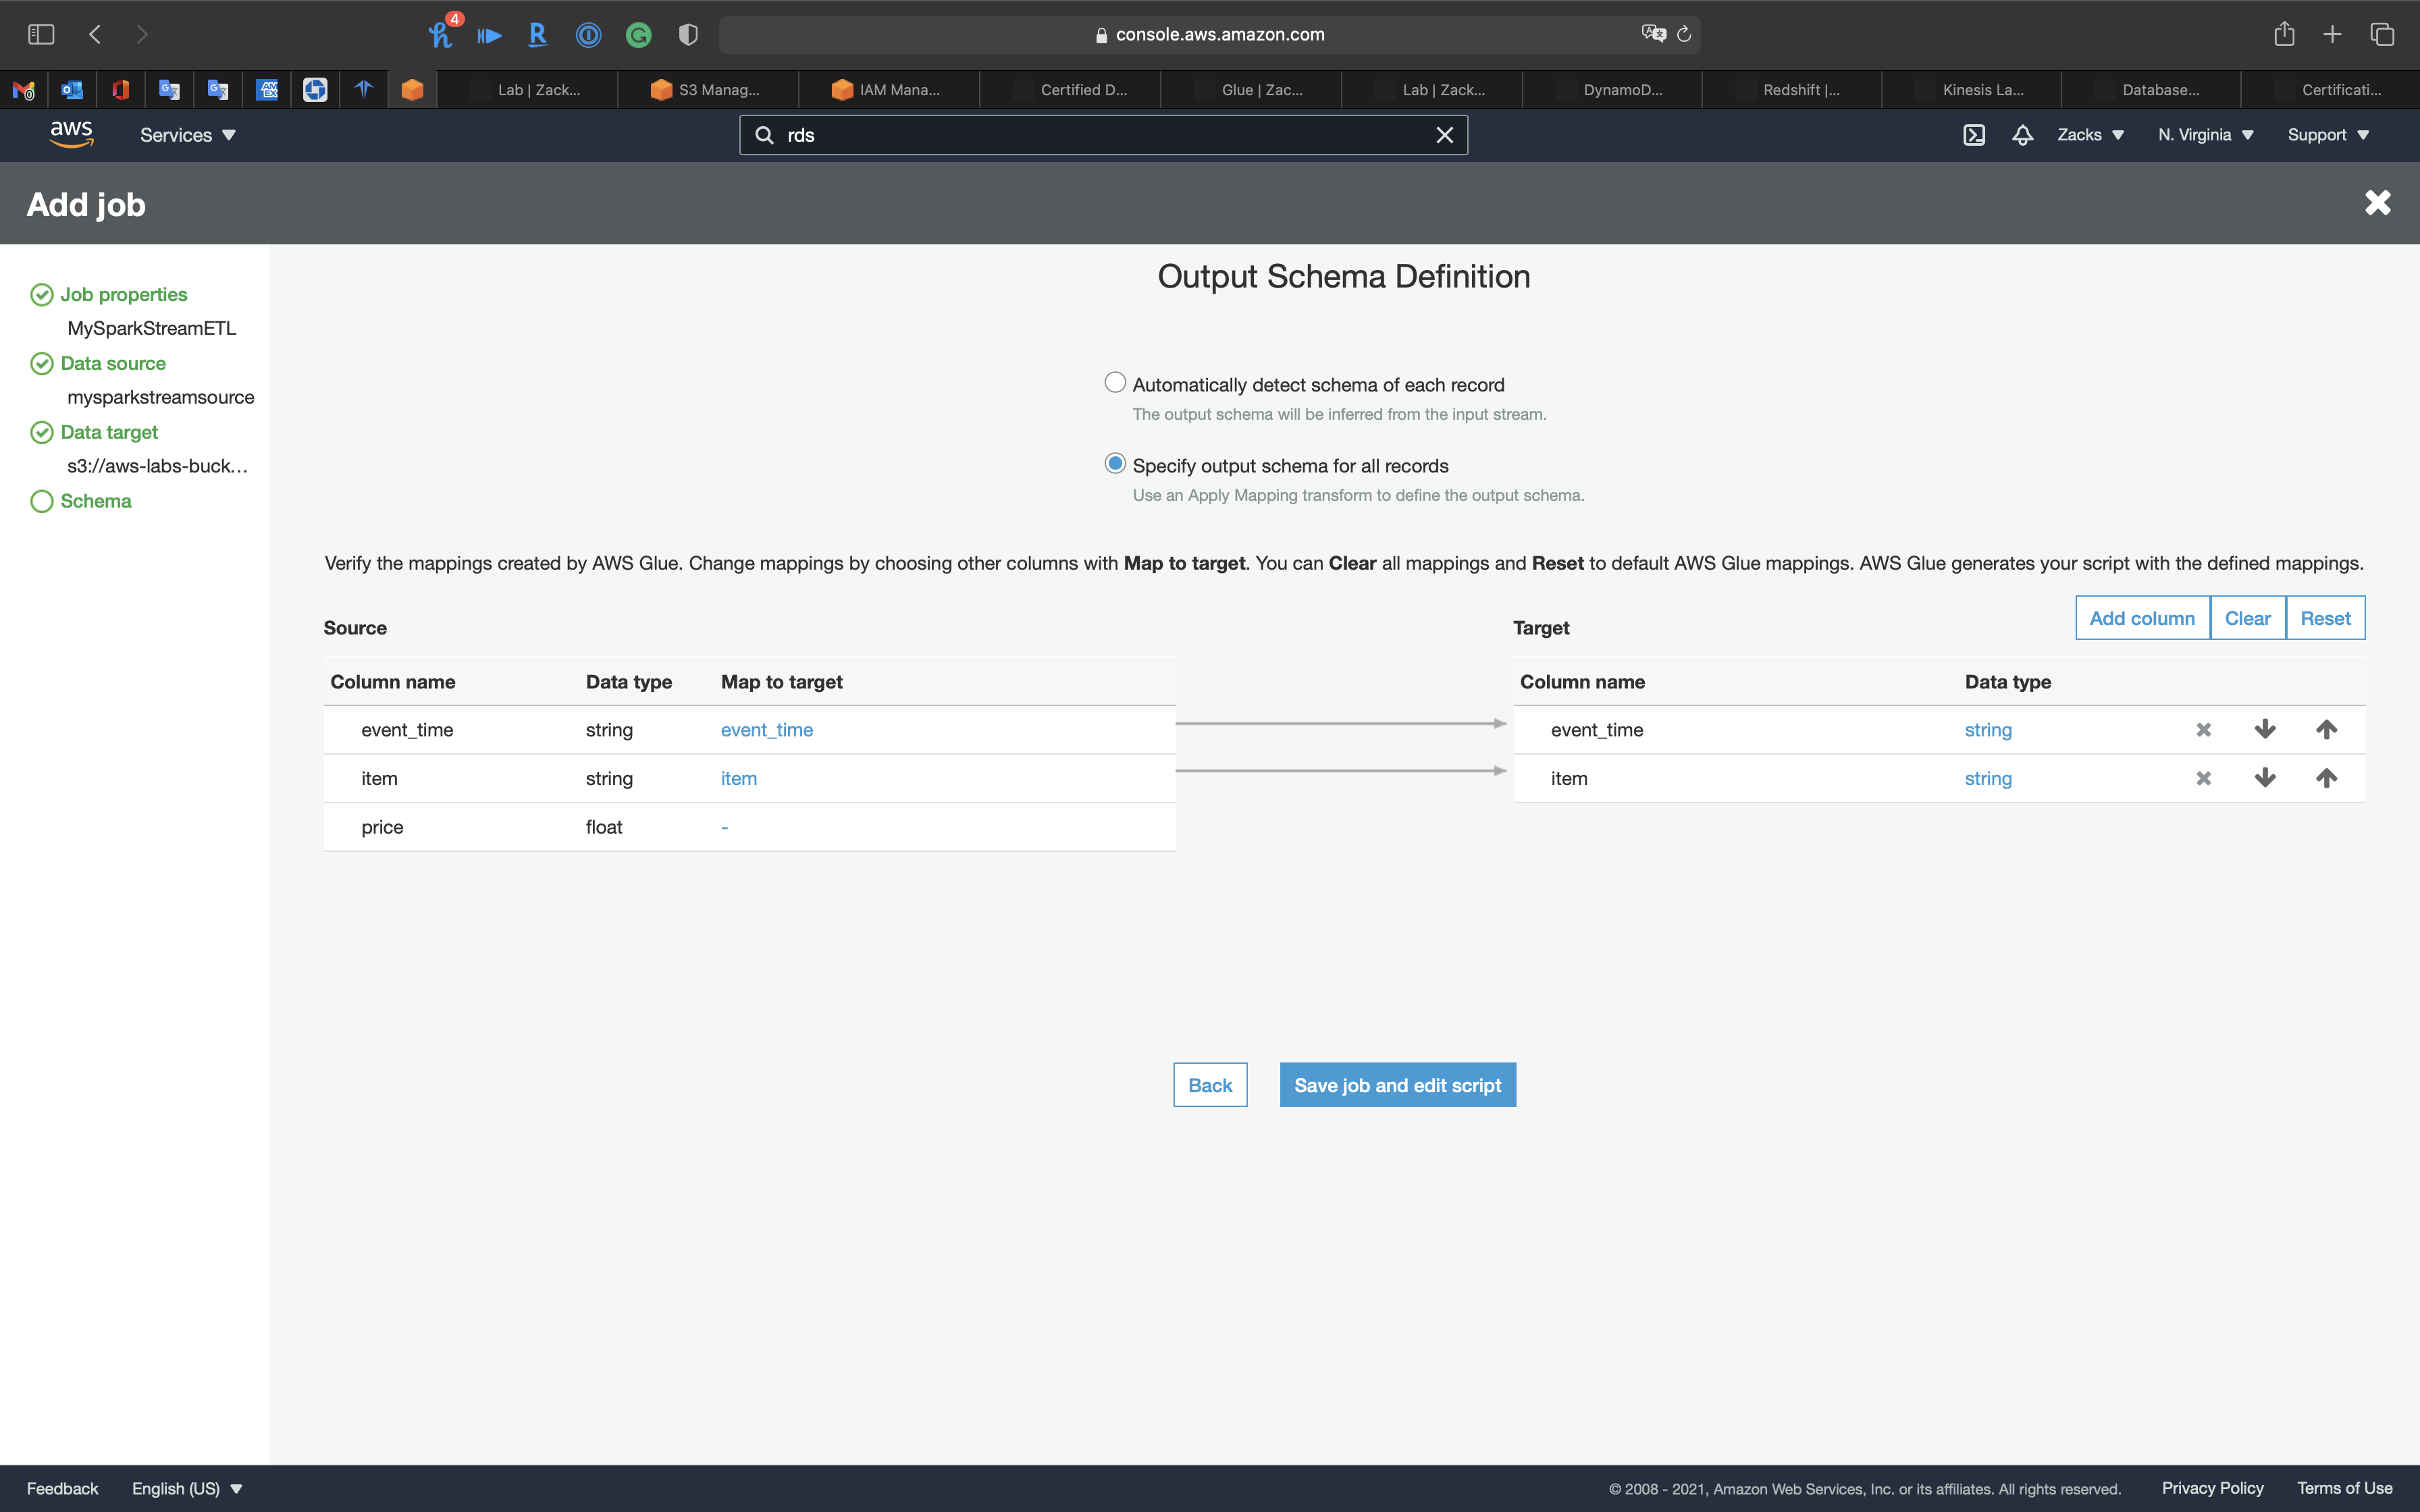 4
console.aws.amazon.com
Lab | Zack...
S3 Manag...
IAM Mana...
Certified D...
Glue | Zac...
Lab | Zack...
DynamoD...
Redshift |...
Kinesis La...
Database...
Certificati...
aws
Services
rds
Zacks
N. Virginia
Support
Add job
Job properties
MySparkStreamETL
Data source
mysparkstreamsource
Data target
s3://aws-labs-buck...
Schema
Output Schema Definition
Automatically detect schema of each record
The output schema will be inferred from the input stream.
Specify output schema for all records
Use an Apply Mapping transform to define the output schema.
Verify the mappings created by AWS Glue. Change mappings by choosing other columns with Map to target. You can Clear all mappings and Reset to default AWS Glue mappings. AWS Glue generates your script with the defined mappings.
Add column Clear Reset
Source
Column name Data type Map to target
event_time string event_time
item string item
price float -
Target
Column name Data type
event_time string
item string
Back
Save job and edit script
Feedback
English (US)
© 2008 - 2021, Amazon Web Services, Inc. or its affiliates. All rights reserved.
Privacy Policy
Terms of Use